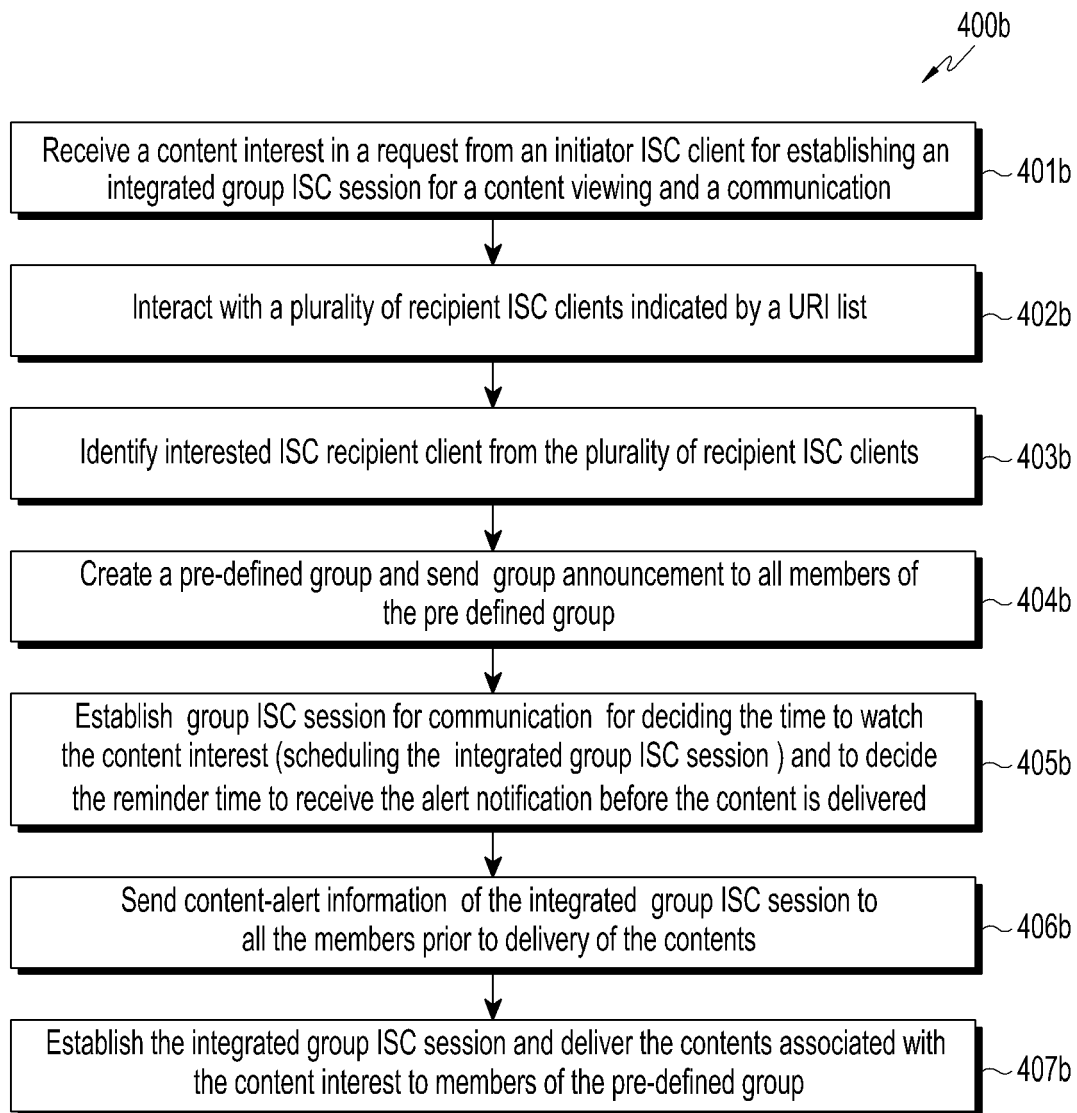 400b
Receive a content interest in a request from an initiator ISC client for establishing an
integrated group ISC session for a content viewing and a communication
401b
Interact with a plurality of recipient ISC clients indicated by a URI list
402b
Identify interested ISC recipient client from the plurality of recipient ISC clients
403b
Create a pre-defined group and send group announcement to all members of
the pre defined group
404b
Establish group ISC session for communication for deciding the time to watch
the content interest (scheduling the integrated group ISC session ) and to decide
the reminder time to receive the alert notification before the content is delivered
405b
Send content-alert information of the integrated group ISC session to
all the members prior to delivery of the contents
406b
Establish the integrated group ISC session and deliver the contents associated with
the content interest to members of the pre-defined group
407b